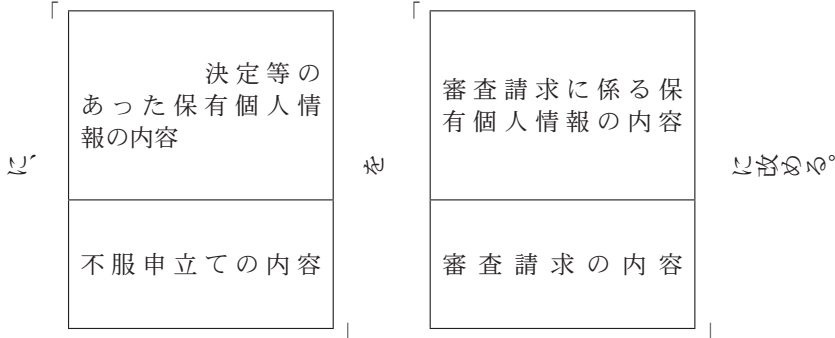 に、
「
決定等の
あった保有個人情
報の内容
不服申立ての内容
」
を
「
審査請求に係る保
有個人情報の内容
審査請求の内容
」
に改める。